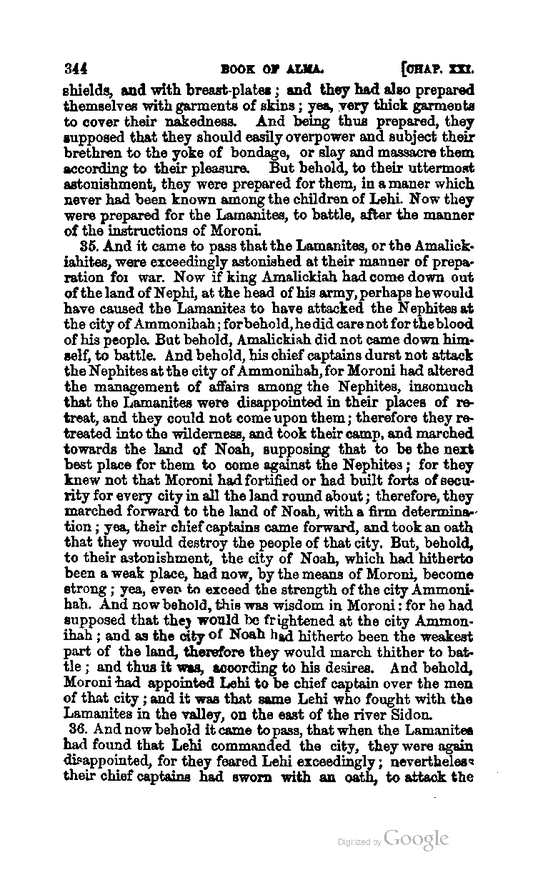 344 BOOK OF ALMA. [CHAP. XXI.
shields, and with breast-plates; and they had also prepared
themselves with garments of skins; yea, very thick garments
to cover their nakedness. And being thus prepared, they
supposed that they should easily overpower and subject their
brethren to the yoke of bondage, or slay and massacre them
according to their pleasure. But behold, to their uttermost
astonishment, they were prepared for them, in a maner which
never had been known among the children of Lehi. Now they
were prepared for the Lamanites, to battle, after the manner
of the instructions of Moroni.
35. And it came to pass that the Lamanites, or the Amalick-
iahites, were exceedingly astonished at their manner of prepa-
ration for war. Now if king Amalickiah had come down out
of the land of Nephi, at the head of his army, perhaps he would
have caused the Lamanites to have attacked the Nephites at
the city of Ammonihah; for behold, he did care not for the blood
of his people. But behold, Amalickiah did not came down him-
self, to battle. And behold, his chief captains durst not attack
the Nephites at the city of Ammonihah, for Moroni had altered
the management of affairs among the Nephites, insomuch
that the Lamanites were disappointed in their places of re-
treat, and they could not come upon them; therefore they re-
treated into the wilderness, and took their camp, and marched
towards the land of Noah, supposing that to be the next
best place for them to come against the Nephites; for they
knew not that Moroni had fortified or had built forts of secu-
rity for every city in all the land round about; therefore, they
marched forward to the land of Noah, with a firm determina-
tion; yea, their chief captains came forward, and took an oath
that they would destroy the people of that city. But, behold,
to their astonishment, the city of Noah, which had hitherto
been a weak place, had now, by the means of Moroni, become
strong; yea, even to exceed the strength of the city Ammoni-
hah. And now behold, this was wisdom in Moroni: for he had
supposed that they would be frightened at the city Ammon-
ihah; and as the city of Noah had hitherto been the weakest
part of the land, therefore they would march thither to bat-
tle; and thus it was, according to his desires. And behold,
Moroni had appointed Lehi to be chief captain over the men
of that city; and it was that same Lehi who fought with the
Lamanites in the valley, on the east of the river Sidon.
36. And now behold it came to pass, that when the Lamanites
had found that Lehi commanded the city, they were again
disappointed, for they feared Lehi exceedingly; nevertheless
their chief captains had sworn with an oath, to attack the
Digitized by Google